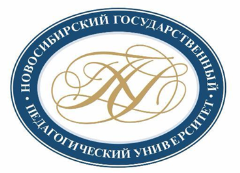 НОВОСИБИРСКИЙ ГОСУДАРСТВЕННЫЙ
ПЕДАГОГИЧЕСКИЙ УНИВЕРСИТЕТ